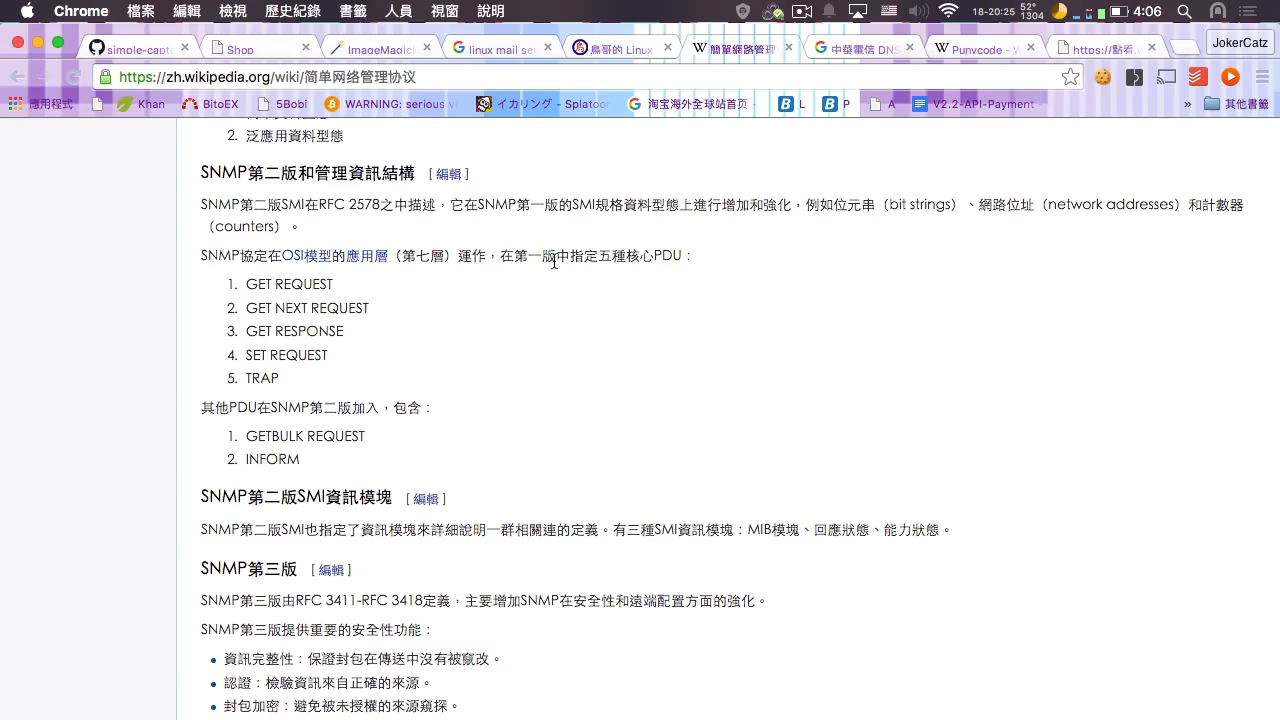 Chrome 檔案 編輯 檢視 歷史紀錄 書籤 人員 視窗 說明 18-20:25 52° 1304 4:06
simple-capt Shop ImageMagick linux mail se 鳥哥的 Linux 簡單網路管理 中華電信 DNS Punycode - W https://點看. JokerCatz
https://zh.wikipedia.org/wiki/简单网络管理协议
應用程式 Khan BitoEX 5Bobi WARNING: serious イカリング - Splatoon 淘宝海外全球站首页 L P A V2.2-API-Payment 其他書籤
2. 泛應用資料型態
SNMP第二版和管理資訊結構 [ 編輯 ]
SNMP第二版SMI在RFC 2578之中描述，它在SNMP第一版的SMI規格資料型態上進行增加和強化，例如位元串（bit strings）、網路位址（network addresses）和計數器
（counters）。
SNMP協定在OSI模型的應用層（第七層）運作，在第一版中指定五種核心PDU：
1. GET REQUEST
2. GET NEXT REQUEST
3. GET RESPONSE
4. SET REQUEST
5. TRAP
其他PDU在SNMP第二版加入，包含：
1. GETBULK REQUEST
2. INFORM
SNMP第二版SMI資訊模塊 [ 編輯 ]
SNMP第二版SMI也指定了資訊模塊來詳細說明一群相關連的定義。有三種SMI資訊模塊：MIB模塊、回應狀態、能力狀態。
SNMP第三版 [ 編輯 ]
SNMP第三版由RFC 3411-RFC 3418定義，主要增加SNMP在安全性和遠端配置方面的強化。
SNMP第三版提供重要的安全性功能：
• 資訊完整性：保證封包在傳送中沒有被竄改。
• 認證：檢驗資訊來自正確的來源。
• 封包加密：避免被未授權的來源窺探。